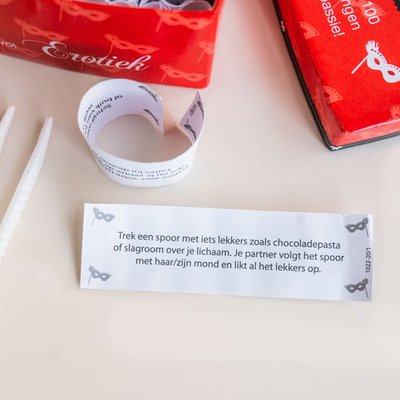 Erotiek
100
passie!
Trek een spoor met iets lekkers zoals chocoladepasta
of slagroom over je lichaam. Je partner volgt het spoor
met haar/zijn mond en likt al het lekkers op.
1022-20/1